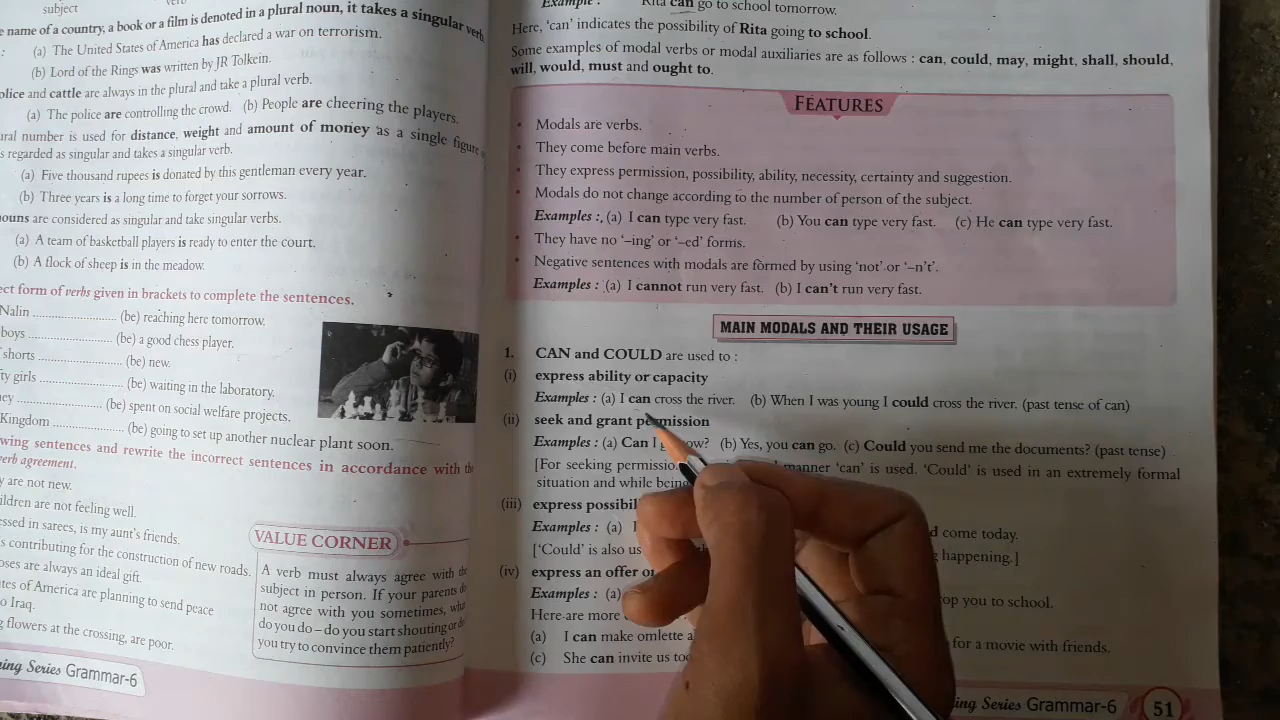 subject
verb
e name of a country, a book or a film is denoted in a plural noun, it takes a singular verb.
: (a) The United States of America has declared a war on terrorism.
(b) Lord of the Rings was written by JR Tolkein.
olice and cattle are always in the plural and take a plural verb.
(a) The police are controlling the crowd. (b) People are cheering the players.
ural number is used for distance, weight and amount of money as a single figure
s regarded as singular and takes a singular verb.
(a) Five thousand rupees is donated by this gentleman every year.
(b) Three years is a long time to forget your sorrows.
nouns are considered as singular and take singular verbs.
(a) A team of basketball players is ready to enter the court.
(b) A flock of sheep is in the meadow.
ect form of verbs given in brackets to complete the sentences.
Nalin .................... (be) reaching here tomorrow.
boys .................... (be) a good chess player.
shorts .................... (be) new.
ty girls .................... (be) waiting in the laboratory.
ey .................... (be) spent on social welfare projects.
Kingdom .................... (be) going to set up another nuclear plant soon.
wing sentences and rewrite the incorrect sentences in accordance with the
verb agreement.
y are not new.
ildren are not feeling well.
essed in sarees, is my aunt's friends.
s contributing for the construction of new roads.
oses are always an ideal gift.
tes of America are planning to send peace
o Iraq.
g flowers at the crossing, are poor.
VALUE CORNER
A verb must always agree with the
subject in person. If your parents do
not agree with you sometimes, what
do you do – do you start shouting or do
you try to convince them patiently?
ing Series Grammar-6
Example : Rita can go to school tomorrow.
Here, 'can' indicates the possibility of Rita going to school.
Some examples of modal verbs or modal auxiliaries are as follows : can, could, may, might, shall, should,
will, would, must and ought to.
FEATURES
• Modals are verbs.
• They come before main verbs.
• They express permission, possibility, ability, necessity, certainty and suggestion.
• Modals do not change according to the number of person of the subject.
Examples : (a) I can type very fast. (b) You can type very fast. (c) He can type very fast.
• They have no '–ing' or '–ed' forms.
• Negative sentences with modals are formed by using 'not' or '–n't'.
Examples : (a) I cannot run very fast. (b) I can't run very fast.
MAIN MODALS AND THEIR USAGE
1. CAN and COULD are used to :
(i) express ability or capacity
Examples : (a) I can cross the river. (b) When I was young I could cross the river. (past tense of can)
(ii) seek and grant permission
Examples : (a) Can I g ow? (b) Yes, you can go. (c) Could you send me the documents? (past tense)
[For seeking permissio manner 'can' is used. 'Could' is used in an extremely formal
situation and while being
(iii) express possibil
Examples : (a) I d come today.
['Could' is also us happening.]
(iv) express an offer or
Examples : (a) op you to school.
Here are more
(a) I can make omlette a for a movie with friends.
(c) She can invite us too
ing Series Grammar-6 51